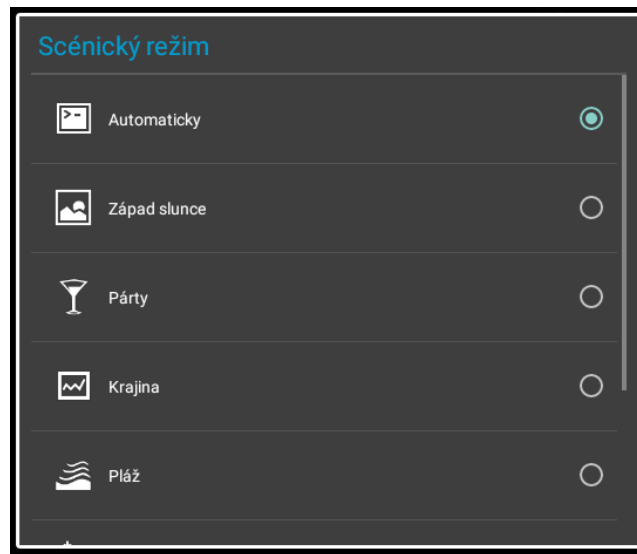 Scénický režim
Automaticky
Západ slunce
Párty
Krajina
Pláž